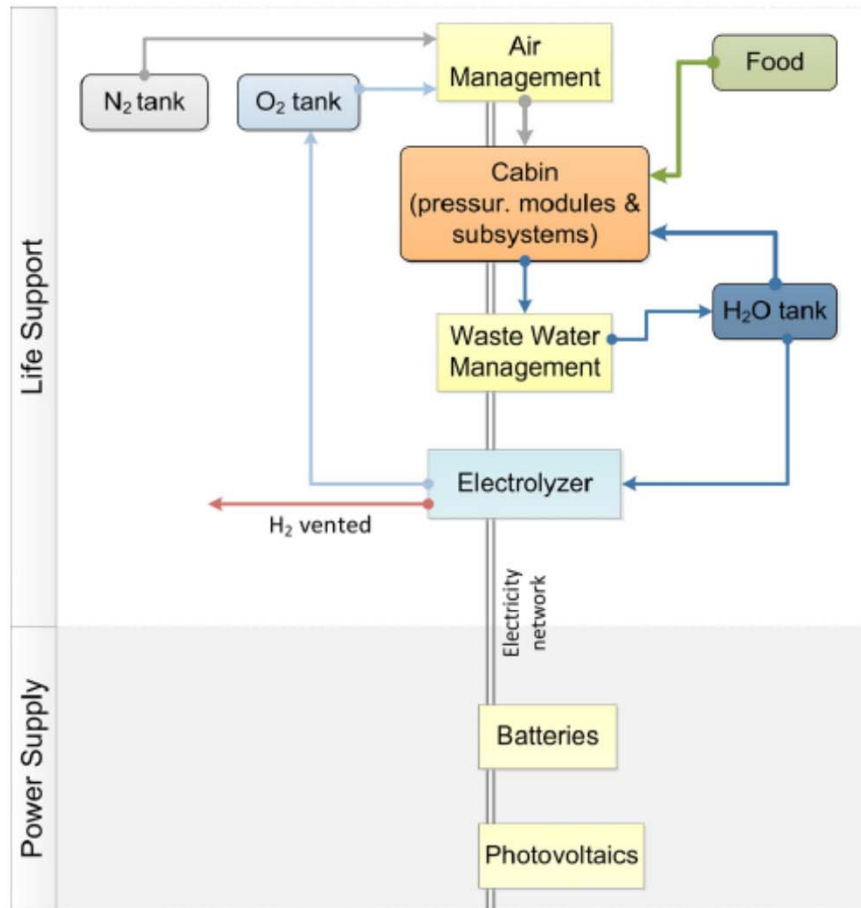 Life Support
Air
Management
Food
N₂ tank
O₂ tank
Cabin
(pressur. modules &
subsystems)
H₂O tank
Waste Water
Management
Electrolyzer
H₂ vented
Electricity
network
Power Supply
Batteries
Photovoltaics